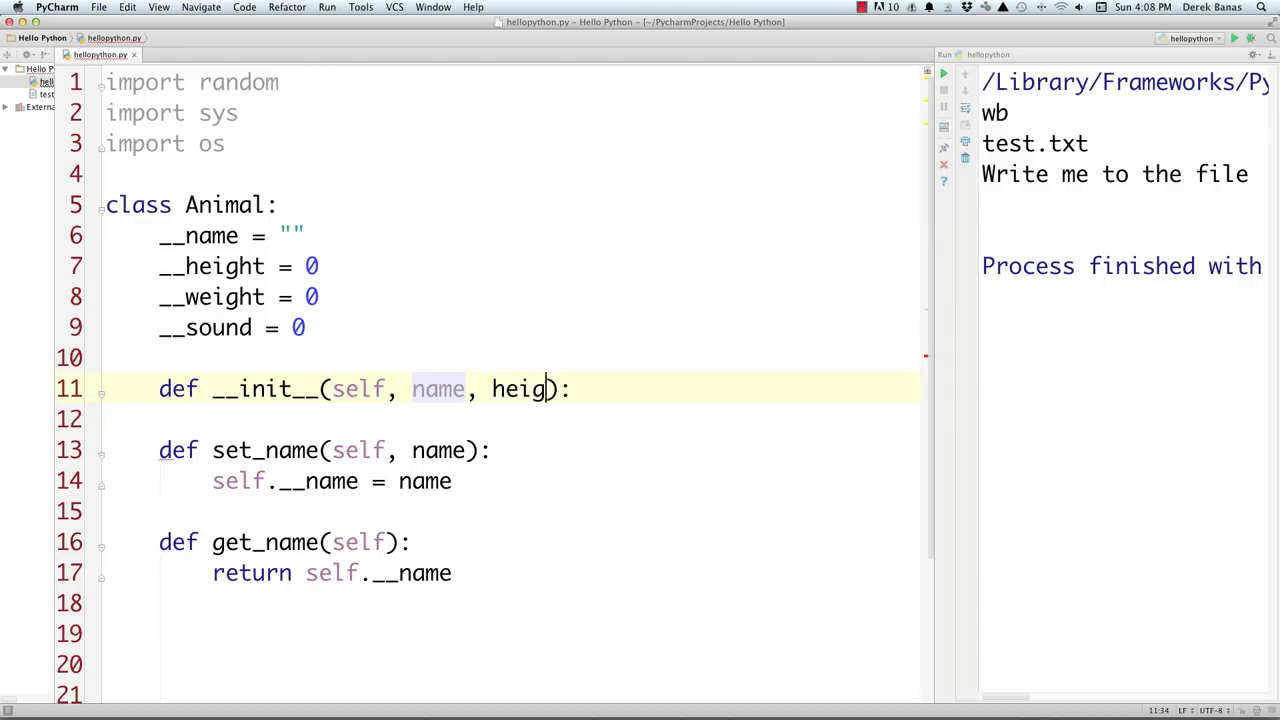 PyCharm File Edit View Navigate Code Refactor Run Tools VCS Window Help 10 Sun 4:08 PM Derek Banas
hellopython.py – Hello Python – [~/PycharmProjects/Hello Python]
Hello Python hellopython.py hellopython
hellopython.py Run hellopython
Hello P
hell
test
Externa
1 import random
2 import sys
3 import os
4
5 class Animal:
6 __name = ""
7 __height = 0
8 __weight = 0
9 __sound = 0
10
11 def __init__(self, name, heig):
12
13 def set_name(self, name):
14 self.__name = name
15
16 def get_name(self):
17 return self.__name
18
19
20
21
/Library/Frameworks/Py
wb
test.txt
Write me to the file
Process finished with
11:34 LF UTF-8